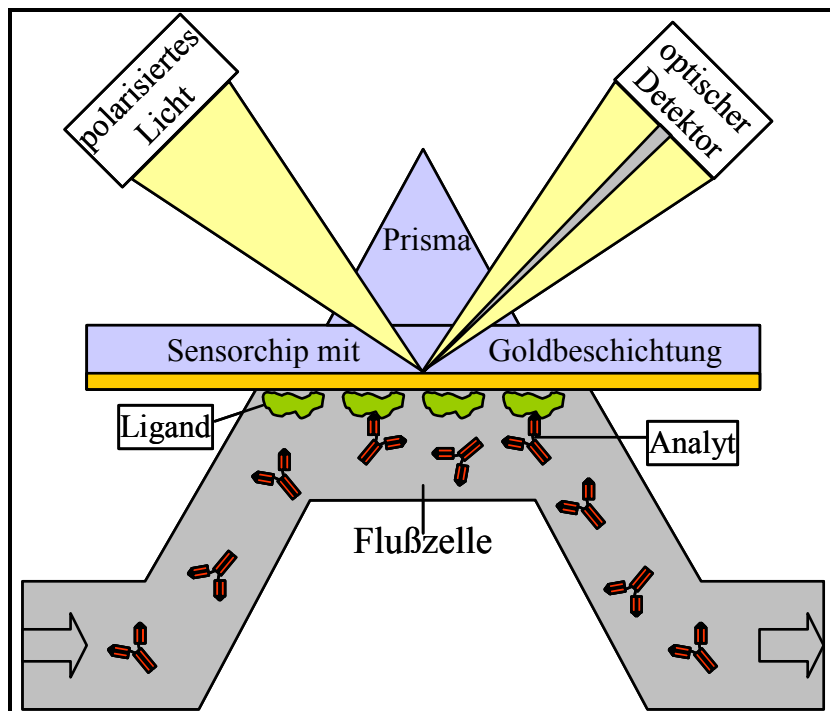 polarisiertes
Licht
optischer
Detektor
Prisma
Sensorchip mit
Goldbeschichtung
Ligand
Analyt
Flußzelle